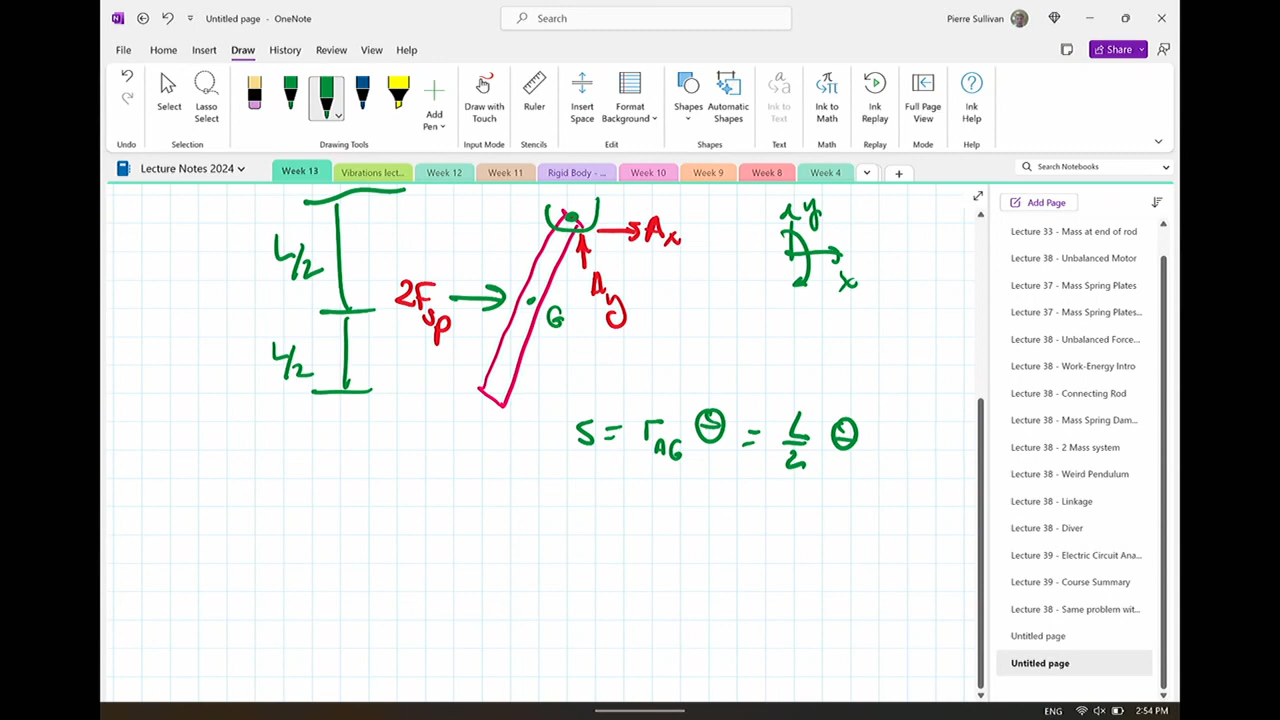 Untitled page - OneNote
Search
Pierre Sullivan
File Home Insert Draw History Review View Help
Share
Undo
Select
Lasso Select
Add Pen
Draw with Touch
Ruler
Insert Space
Format Background
Shapes
Automatic Shapes
Ink to Text
Ink to Math
Ink Replay
Full Page View
Ink Help
Undo Selection Drawing Tools Input Mode Stencils Edit Shapes Text Math Replay Mode Help
Lecture Notes 2024
Week 13 Vibrations lect... Week 12 Week 11 Rigid Body - ... Week 10 Week 9 Week 8 Week 4
Search Notebooks
Add Page
Lecture 33 - Mass at end of rod
Lecture 38 - Unbalanced Motor
Lecture 37 - Mass Spring Plates
Lecture 37 - Mass Spring Plates...
Lecture 38 - Unbalanced Force...
Lecture 38 - Work-Energy Intro
Lecture 38 - Connecting Rod
Lecture 38 - Mass Spring Dam...
Lecture 38 - 2 Mass system
Lecture 38 - Weird Pendulum
Lecture 38 - Linkage
Lecture 38 - Diver
Lecture 39 - Electric Circuit Ana...
Lecture 39 - Course Summary
Lecture 38 - Same problem wit...
Untitled page
Untitled page
L/2
L/2
2Fsp
Ax
Ay
G
y
x
S = rAG θ = L/2 θ
ENG 2:54 PM